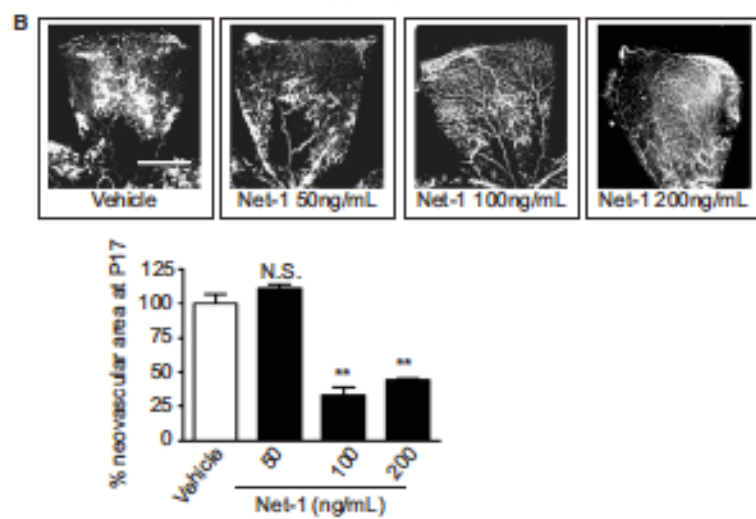 B
Vehicle
Net-1 50ng/mL
Net-1 100ng/mL
Net-1 200ng/mL
% neovascular area at P17
125
100
75
50
25
0
N.S.
**
**
Vehicle
50
100
200
Net-1 (ng/mL)